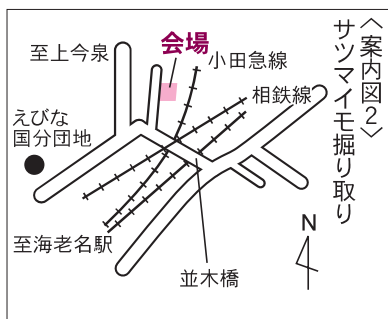 〈案内図2〉
サツマイモ掘り取り
会場
至上今泉
小田急線
相鉄線
えびな
国分団地
至海老名駅
並木橋
N